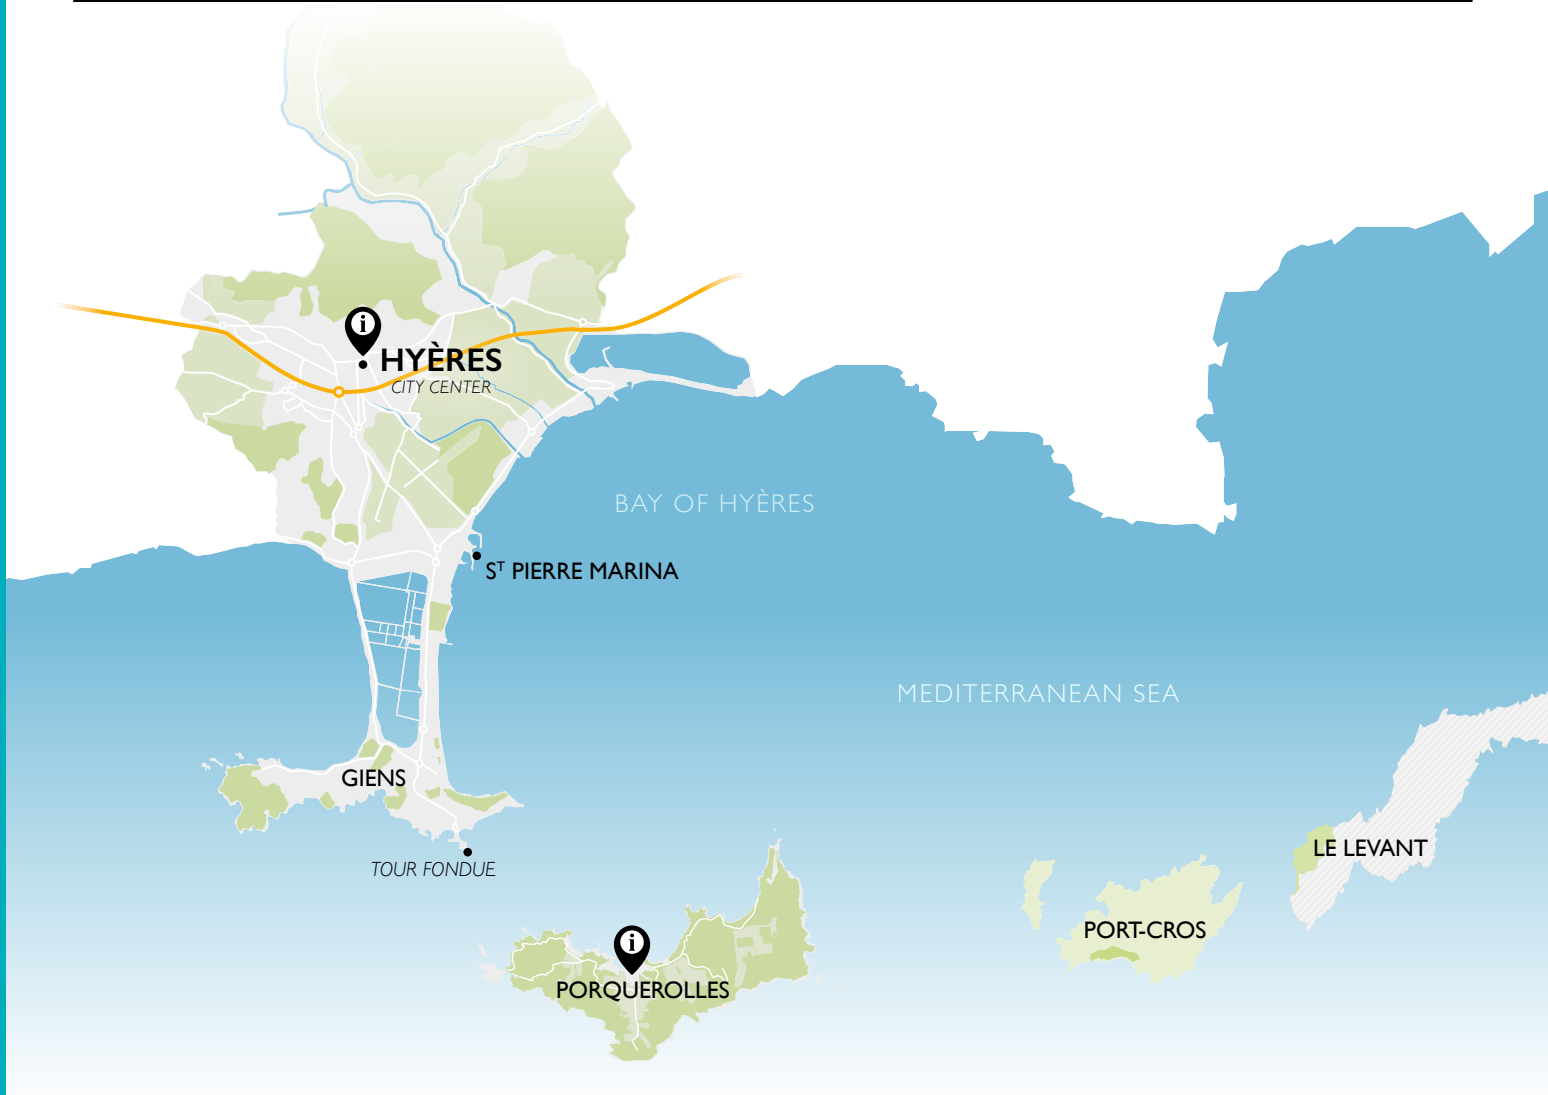 i
HYÈRES
CITY CENTER
BAY OF HYÈRES
Sᵀ PIERRE MARINA
MEDITERRANEAN SEA
GIENS
LE LEVANT
TOUR FONDUE
PORT-CROS
i
PORQUEROLLES